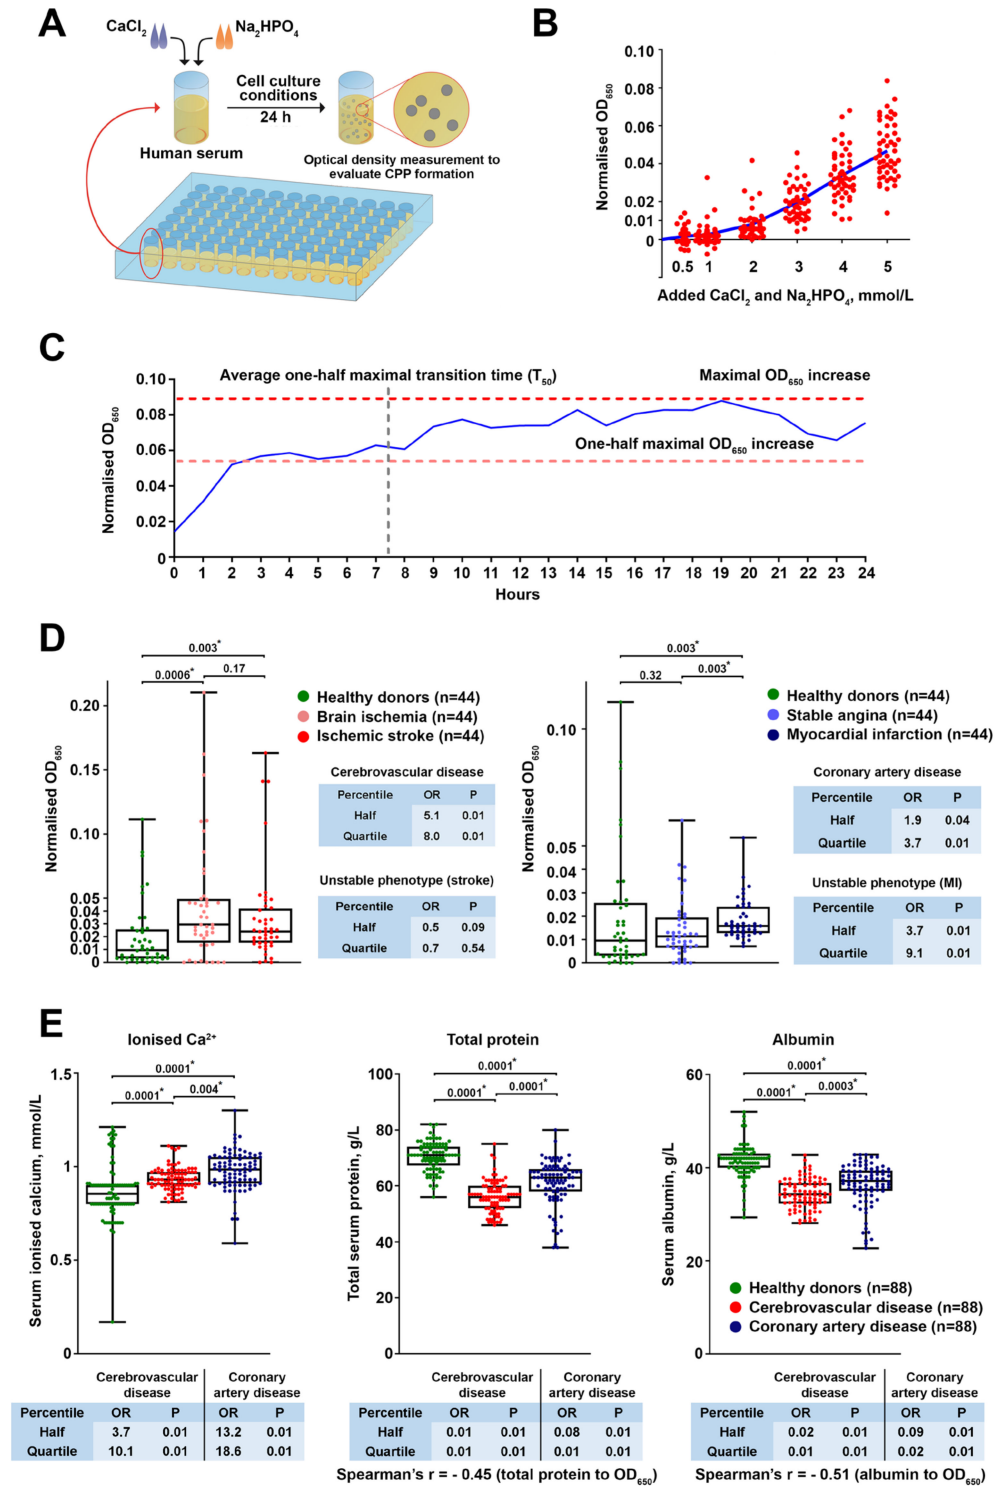 A
CaCl2
Na2HPO4
Cell culture
conditions
24 h
Human serum
Optical density measurement to
evaluate CPP formation
B
Normalised OD650
0.10
0.08
0.06
0.04
0.02
0.01
0
0.5 1 2 3 4 5
Added CaCl2 and Na2HPO4, mmol/L
C
Average one-half maximal transition time (T50)
Maximal OD650 increase
One-half maximal OD650 increase
Normalised OD650
0.10
0.08
0.06
0.04
0.02
0
0 1 2 3 4 5 6 7 8 9 10 11 12 13 14 15 16 17 18 19 20 21 22 23 24
Hours
D
0.003*
0.0006* 0.17
Normalised OD650
0.20
0.15
0.10
0.05
0.04
0.03
0.02
0.01
0
Healthy donors (n=44)
Brain ischemia (n=44)
Ischemic stroke (n=44)
Cerebrovascular disease
Percentile OR P
Half 5.1 0.01
Quartile 8.0 0.01
Unstable phenotype (stroke)
Percentile OR P
Half 0.5 0.09
Quartile 0.7 0.54
0.003*
0.32 0.003*
Normalised OD650
0.10
0.05
0.04
0.03
0.02
0.01
0
Healthy donors (n=44)
Stable angina (n=44)
Myocardial infarction (n=44)
Coronary artery disease
Percentile OR P
Half 1.9 0.04
Quartile 3.7 0.01
Unstable phenotype (MI)
Percentile OR P
Half 3.7 0.01
Quartile 9.1 0.01
E
Ionised Ca2+
0.0001*
0.0001* 0.004*
Serum ionised calcium, mmol/L
1.5
1
0.5
0
Cerebrovascular disease
Coronary artery disease
Percentile OR P OR P
Half 3.7 0.01 13.2 0.01
Quartile 10.1 0.01 18.6 0.01
Total protein
0.0001*
0.0001* 0.0001*
Total serum protein, g/L
100
80
60
40
20
0
Cerebrovascular disease
Coronary artery disease
Percentile OR P OR P
Half 0.01 0.01 0.08 0.01
Quartile 0.01 0.01 0.01 0.01
Spearman's r = - 0.45 (total protein to OD650)
Albumin
0.0001*
0.0001* 0.0003*
Serum albumin, g/L
60
40
20
0
Healthy donors (n=88)
Cerebrovascular disease (n=88)
Coronary artery disease (n=88)
Cerebrovascular disease
Coronary artery disease
Percentile OR P OR P
Half 0.02 0.01 0.09 0.01
Quartile 0.01 0.01 0.02 0.01
Spearman's r = - 0.51 (albumin to OD650)